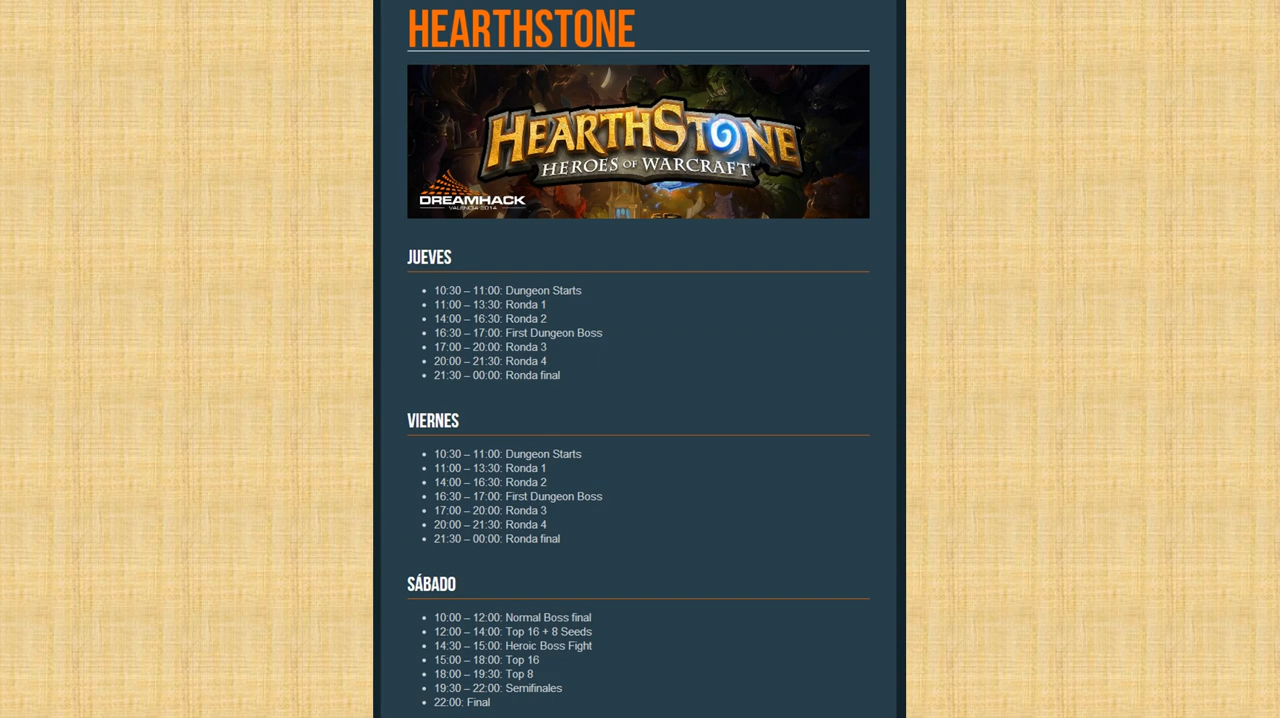 HEARTHSTONE
HEARTHSTONE
HEROES OF WARCRAFT™
DREAMHACK
VALENCIA 2014
JUEVES
• 10:30 – 11:00: Dungeon Starts
• 11:00 – 13:30: Ronda 1
• 14:00 – 16:30: Ronda 2
• 16:30 – 17:00: First Dungeon Boss
• 17:00 – 20:00: Ronda 3
• 20:00 – 21:30: Ronda 4
• 21:30 – 00:00: Ronda final
VIERNES
• 10:30 – 11:00: Dungeon Starts
• 11:00 – 13:30: Ronda 1
• 14:00 – 16:30: Ronda 2
• 16:30 – 17:00: First Dungeon Boss
• 17:00 – 20:00: Ronda 3
• 20:00 – 21:30: Ronda 4
• 21:30 – 00:00: Ronda final
SÁBADO
• 10:00 – 12:00: Normal Boss final
• 12:00 – 14:00: Top 16 + 8 Seeds
• 14:30 – 15:00: Heroic Boss Fight
• 15:00 – 18:00: Top 16
• 18:00 – 19:30: Top 8
• 19:30 – 22:00: Semifinales
• 22:00: Final